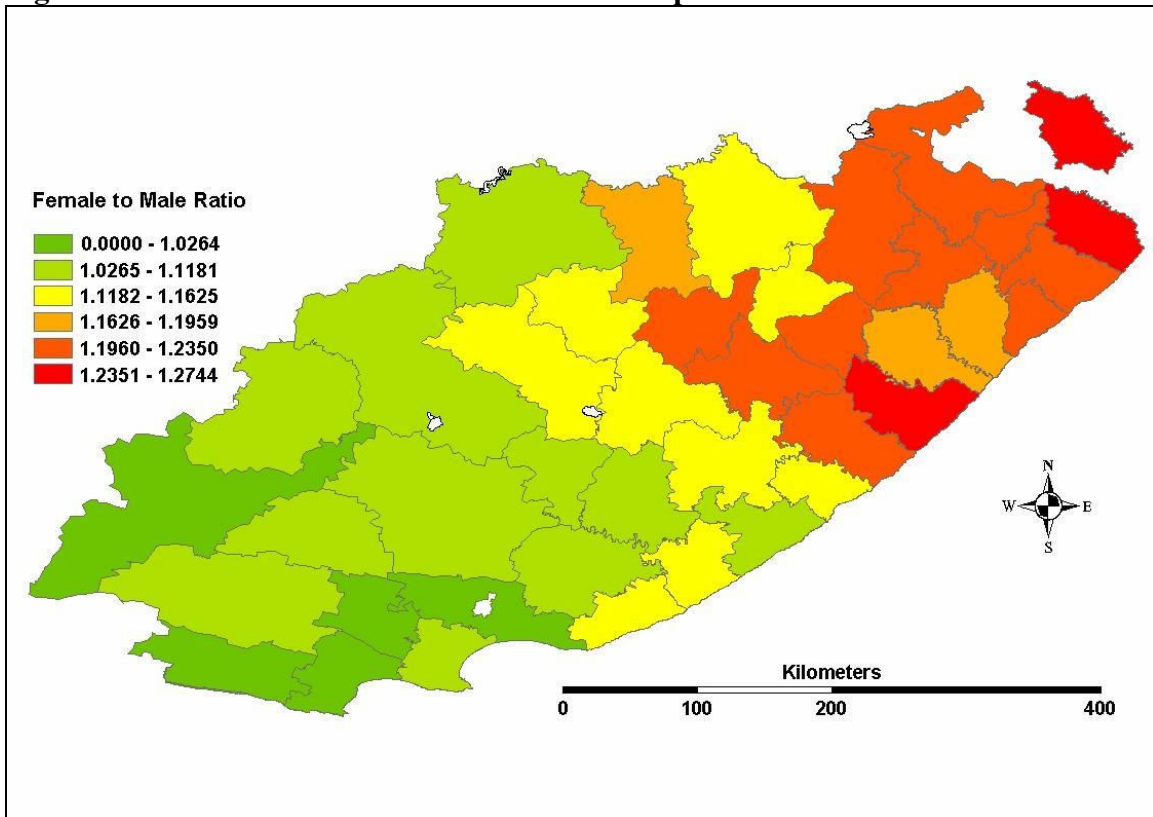 Female to Male Ratio
0.0000 - 1.0264
1.0265 - 1.1181
1.1182 - 1.1625
1.1626 - 1.1959
1.1960 - 1.2350
1.2351 - 1.2744
N
W E
S
Kilometers
0 100 200 400